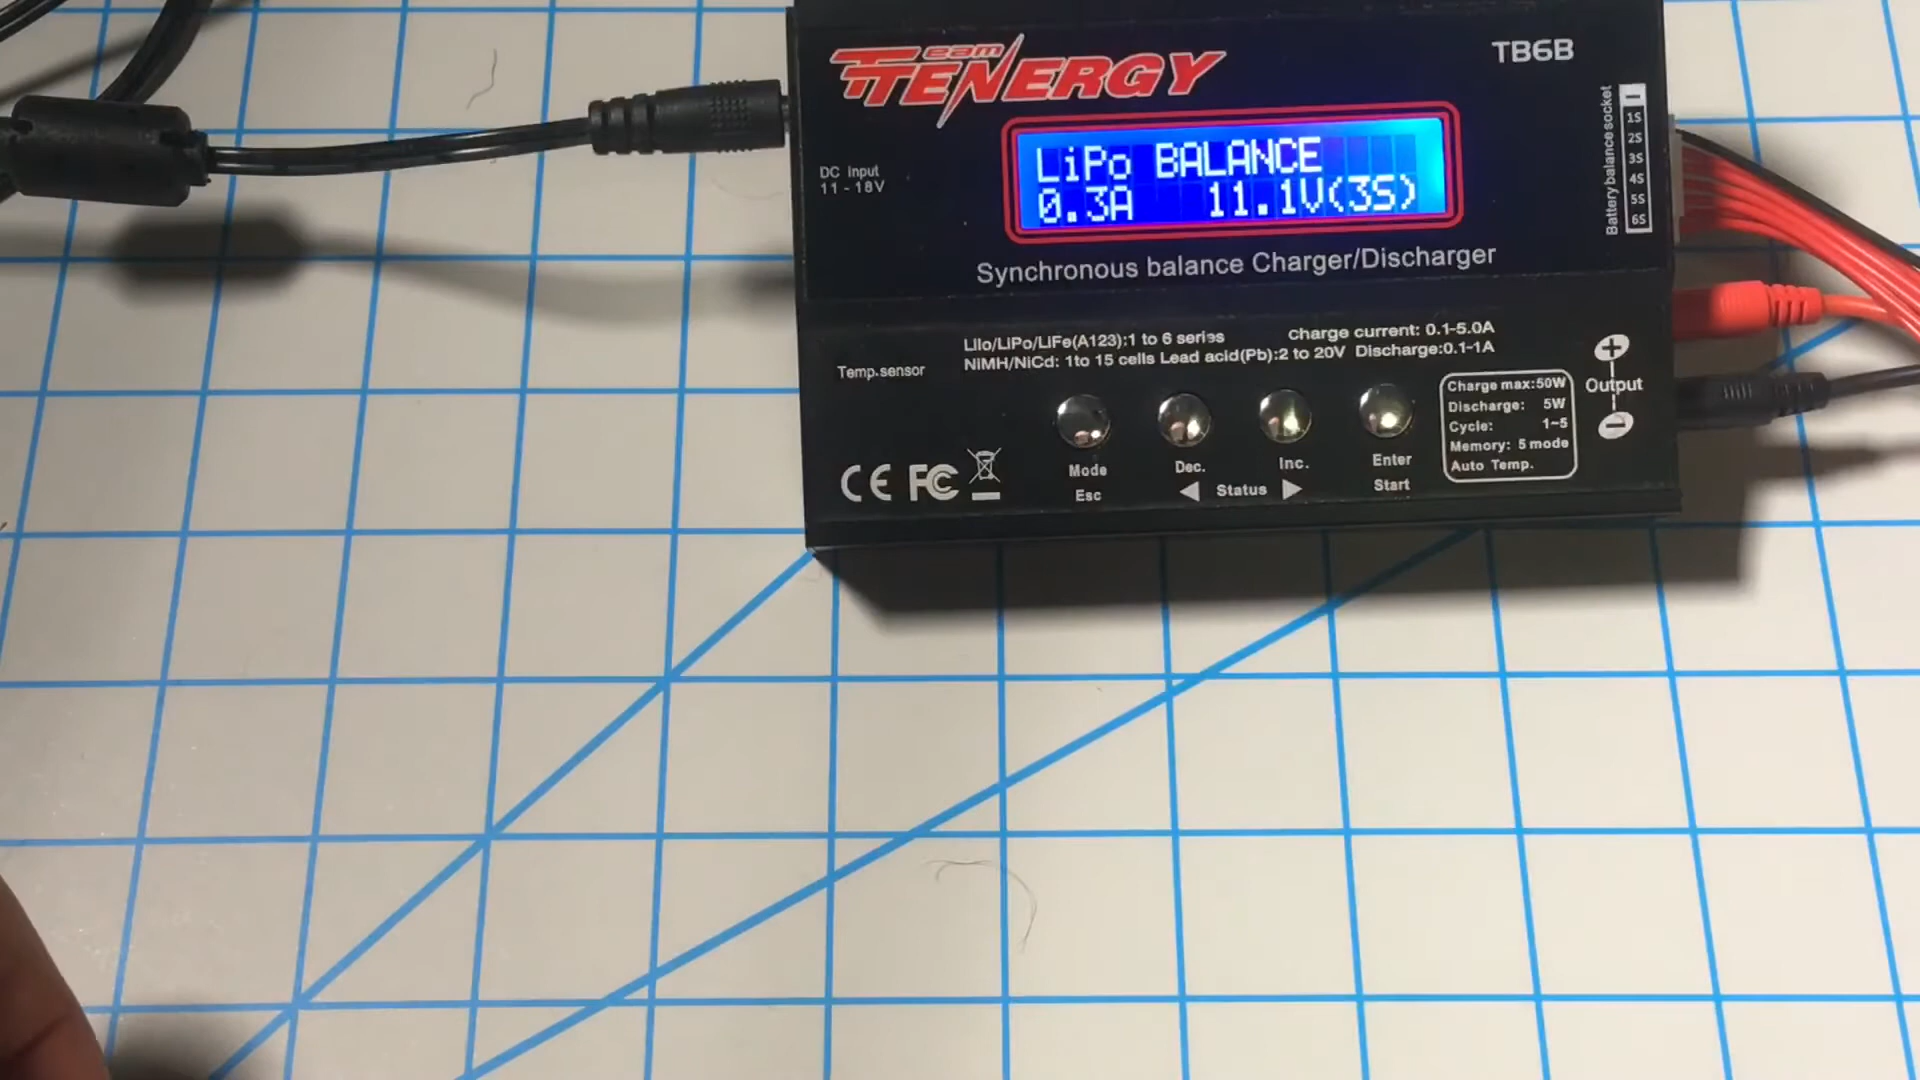 Team TENERGY
TB6B
LiPo BALANCE
0.3A 11.1V(3S)
DC Input
11 - 18V
Battery balance socket
1S
2S
3S
4S
5S
6S
Synchronous balance Charger/Discharger
LiIo/LiPo/LiFe(A123):1 to 6 series Charge current: 0.1-5.0A
NiMH/NiCd: 1to 15 cells Lead acid(Pb):2 to 20V Discharge:0.1-1A
Temp.sensor
Charge max:50W
Discharge: 5W
Cycle: 1~5
Memory: 5 mode
Auto Temp.
+
Output
−
CE FC
Mode
Esc
Dec.
Inc.
◀ Status ▶
Enter
Start